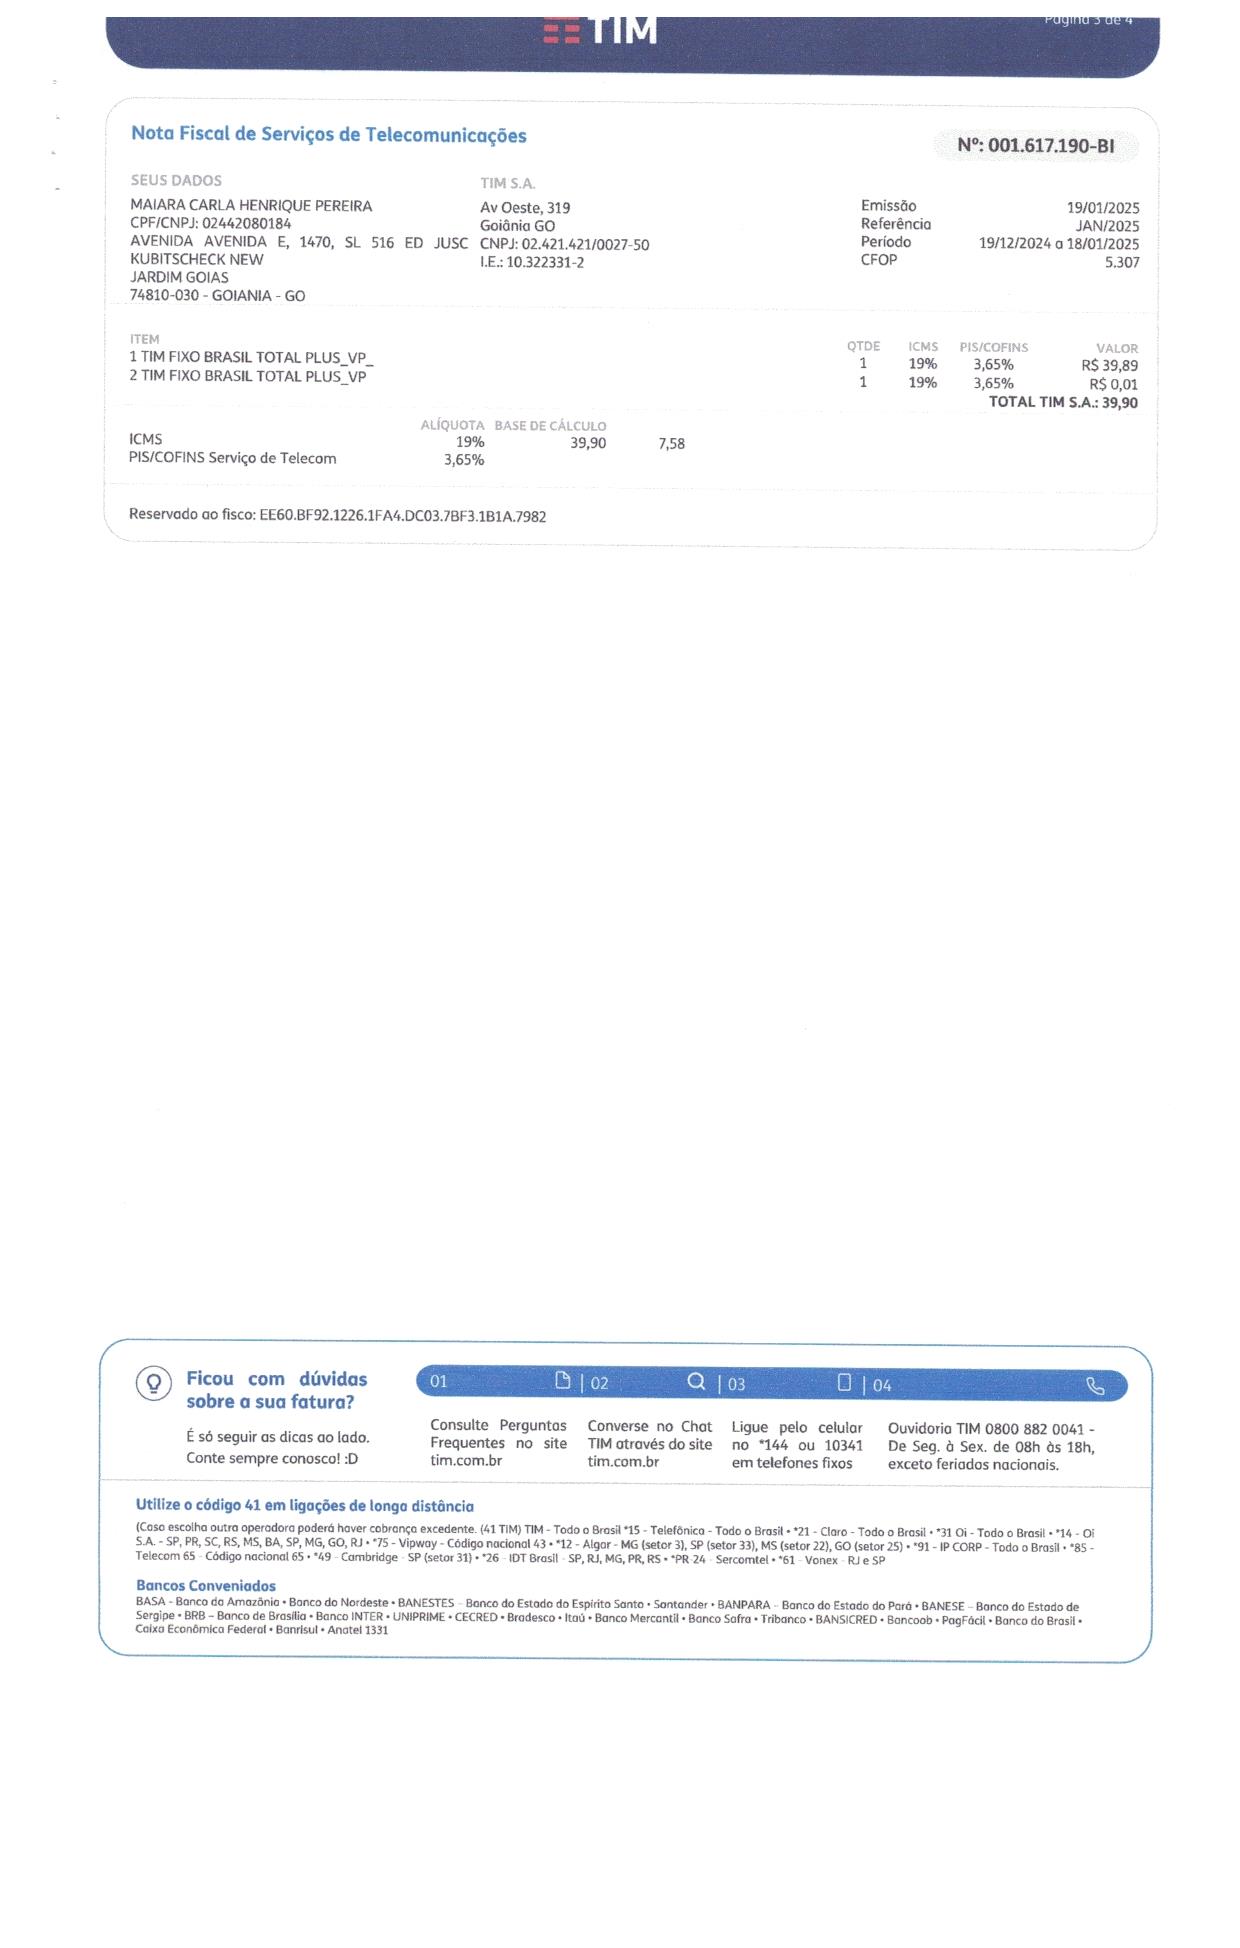 TIM
Página 3 de 4
Nota Fiscal de Serviços de Telecomunicações
Nº: 001.617.190-BI
SEUS DADOS
MAIARA CARLA HENRIQUE PEREIRA
CPF/CNPJ: 02442080184
AVENIDA AVENIDA E, 1470, SL 516 ED JUSC
KUBITSCHECK NEW
JARDIM GOIAS
74810-030 - GOIANIA - GO
TIM S.A.
Av Oeste, 319
Goiânia GO
CNPJ: 02.421.421/0027-50
I.E.: 10.322331-2
Emissão 19/01/2025
Referência JAN/2025
Período 19/12/2024 a 18/01/2025
CFOP 5.307
ITEM QTDE ICMS PIS/COFINS VALOR
1 TIM FIXO BRASIL TOTAL PLUS_VP_ 1 19% 3,65% R$ 39,89
2 TIM FIXO BRASIL TOTAL PLUS_VP 1 19% 3,65% R$ 0,01
TOTAL TIM S.A.: 39,90
ALÍQUOTA BASE DE CÁLCULO
ICMS 19% 39,90 7,58
PIS/COFINS Serviço de Telecom 3,65%
Reservado ao fisco: EE60.BF92.1226.1FA4.DC03.7BF3.1B1A.7982
Ficou com dúvidas
sobre a sua fatura?
É só seguir as dicas ao lado.
Conte sempre conosco! :D
01 | 02 | 03 | 04
Consulte Perguntas
Frequentes no site
tim.com.br
Converse no Chat
TIM através do site
tim.com.br
Ligue pelo celular
no *144 ou 10341
em telefones fixos
Ouvidoria TIM 0800 882 0041 -
De Seg. à Sex. de 08h às 18h,
exceto feriados nacionais.
Utilize o código 41 em ligações de longa distância
(Caso escolha outra operadora poderá haver cobrança excedente. (41 TIM) TIM - Todo o Brasil *15 - Telefônica - Todo o Brasil • *21 - Claro - Todo o Brasil • *31 Oi - Todo o Brasil • *14 - Oi
S.A. - SP, PR, SC, RS, MS, BA, SP, MG, GO, RJ • *75 - Vipway - Código nacional 43 • *12 - Algar - MG (setor 3), SP (setor 33), MS (setor 22), GO (setor 25) • *91 - IP CORP - Todo o Brasil • *85 -
Telecom 65 - Código nacional 65 • *49 - Cambridge - SP (setor 31) • *26 - IDT Brasil - SP, RJ, MG, PR, RS • *PR 24 - Sercomtel • *61 - Vonex - RJ e SP
Bancos Conveniados
BASA - Banco da Amazônia • Banco do Nordeste • BANESTES - Banco do Estado do Espírito Santo • Santander • BANPARA - Banco do Estado do Pará • BANESE - Banco do Estado de
Sergipe • BRB - Banco de Brasília • Banco INTER • UNIPRIME • CECRED • Bradesco • Itaú • Banco Mercantil • Banco Safra • Tribanco • BANSICRED • Bancoob • PagFácil • Banco do Brasil •
Caixa Econômica Federal • Banrisul • Anatel 1331